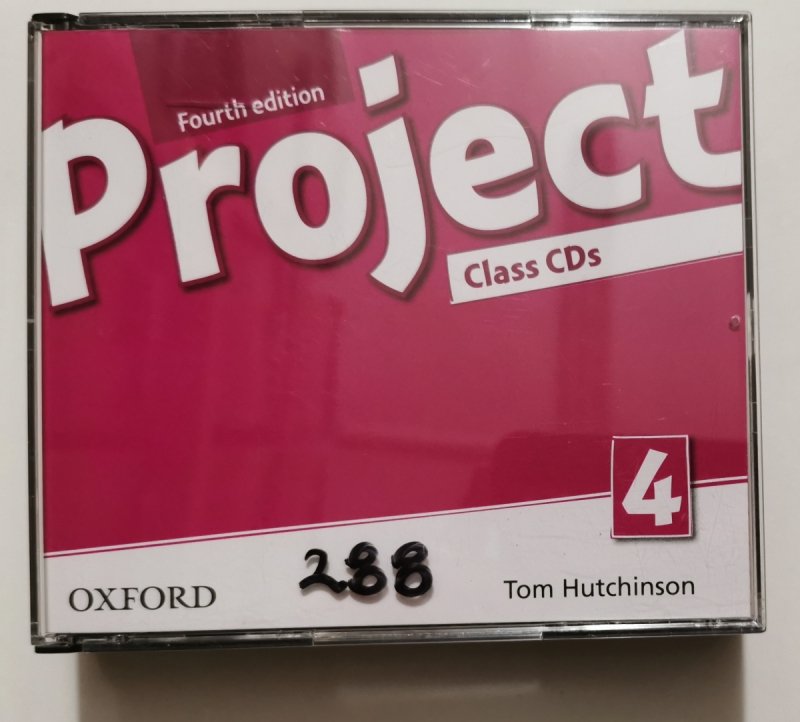 Fourth edition
Project
Class CDs
4
OXFORD
288
Tom Hutchinson